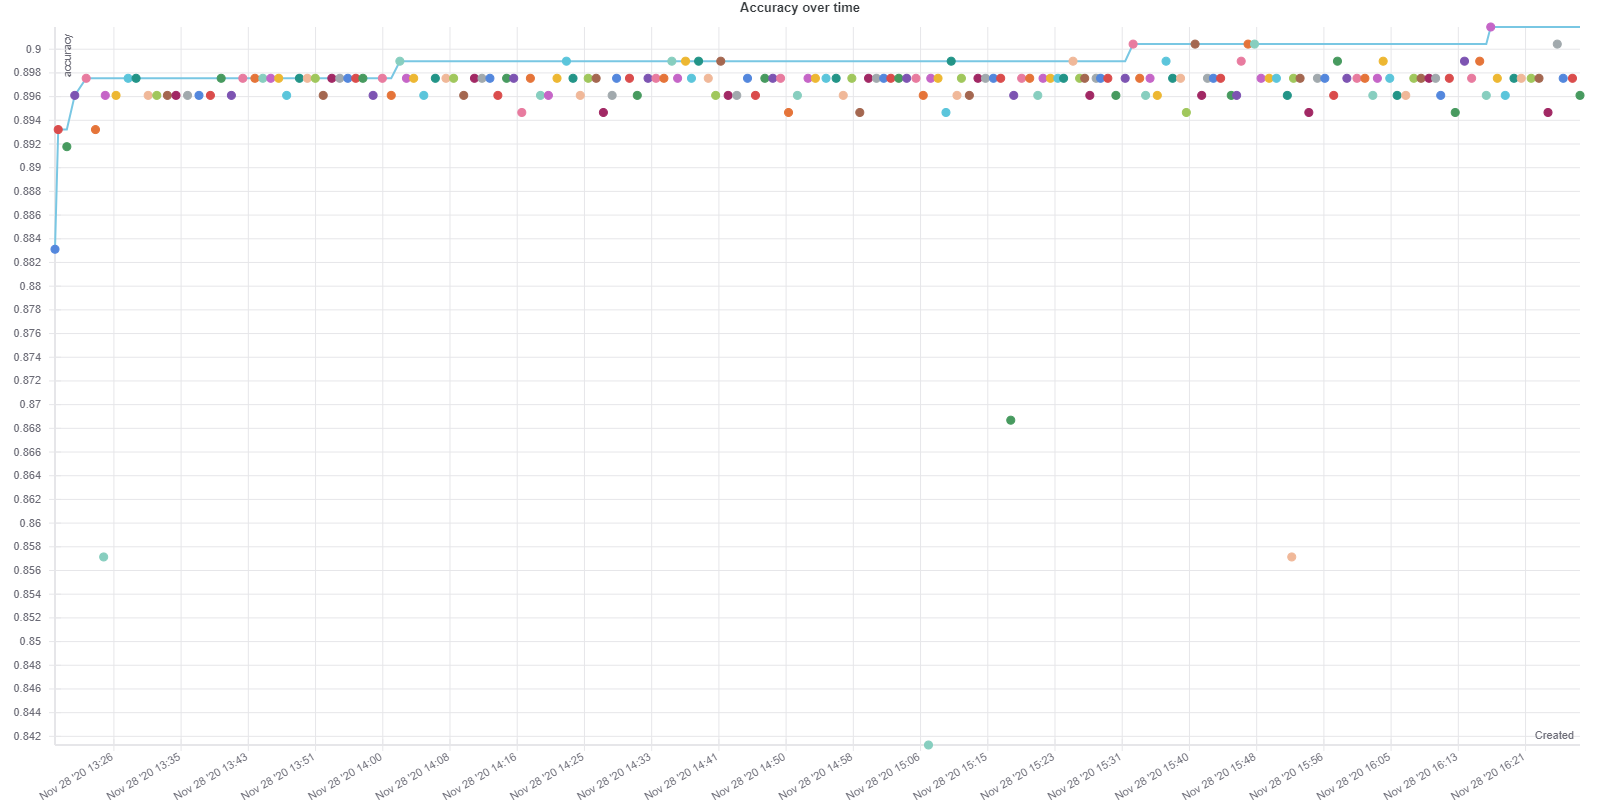 Accuracy over time
accuracy
0.9
0.898
0.896
0.894
0.892
0.89
0.888
0.886
0.884
0.882
0.88
0.878
0.876
0.874
0.872
0.87
0.868
0.866
0.864
0.862
0.86
0.858
0.856
0.854
0.852
0.85
0.848
0.846
0.844
0.842
Created
Nov 28 '20 13:26
Nov 28 '20 13:35
Nov 28 '20 13:43
Nov 28 '20 13:51
Nov 28 '20 14:00
Nov 28 '20 14:08
Nov 28 '20 14:16
Nov 28 '20 14:25
Nov 28 '20 14:33
Nov 28 '20 14:41
Nov 28 '20 14:50
Nov 28 '20 14:58
Nov 28 '20 15:06
Nov 28 '20 15:15
Nov 28 '20 15:23
Nov 28 '20 15:31
Nov 28 '20 15:40
Nov 28 '20 15:48
Nov 28 '20 15:56
Nov 28 '20 16:05
Nov 28 '20 16:13
Nov 28 '20 16:21